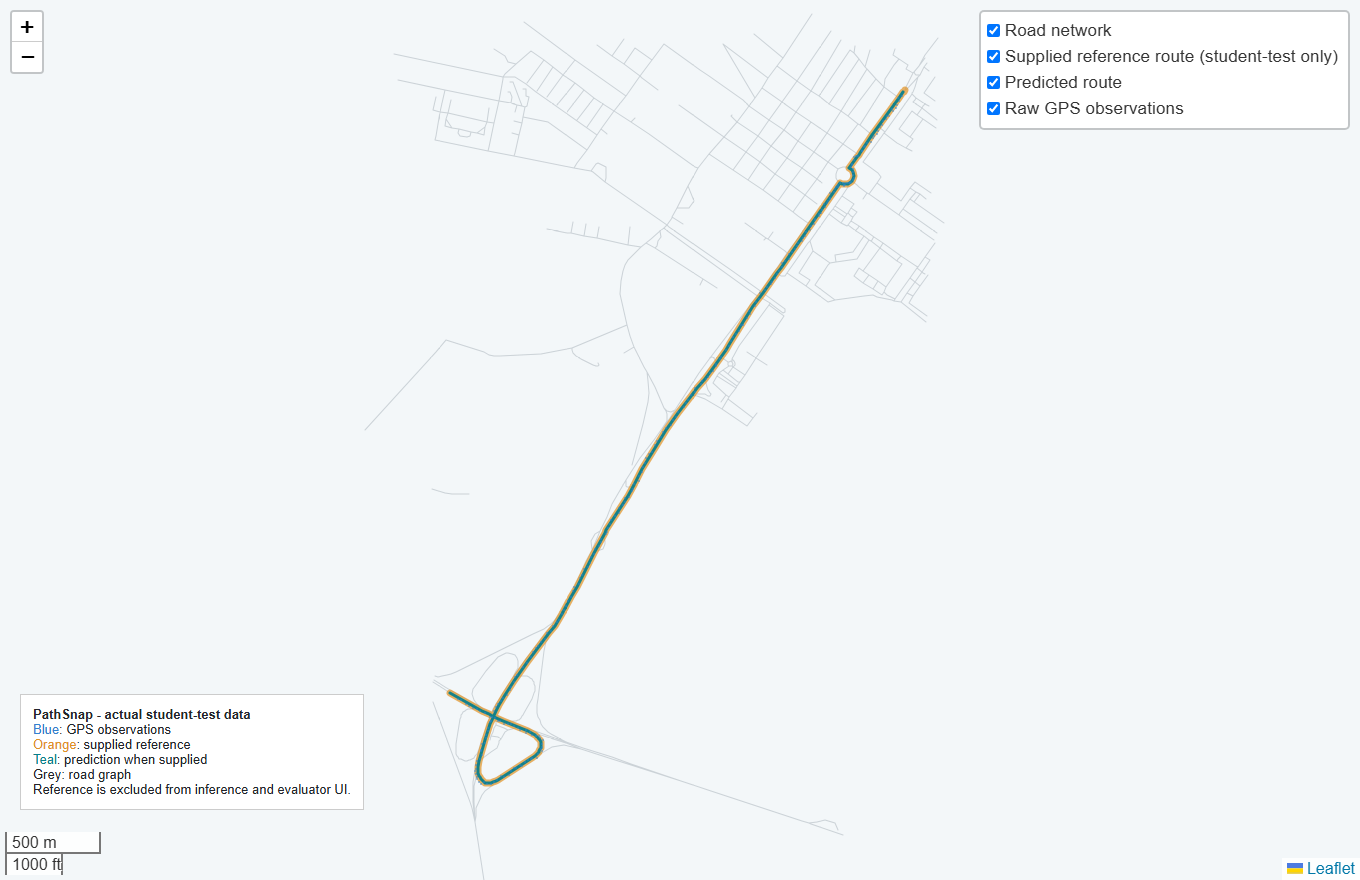 +
−
Road network
Supplied reference route (student-test only)
Predicted route
Raw GPS observations
PathSnap - actual student-test data
Blue: GPS observations
Orange: supplied reference
Teal: prediction when supplied
Grey: road graph
Reference is excluded from inference and evaluator UI.
500 m
1000 ft
Leaflet